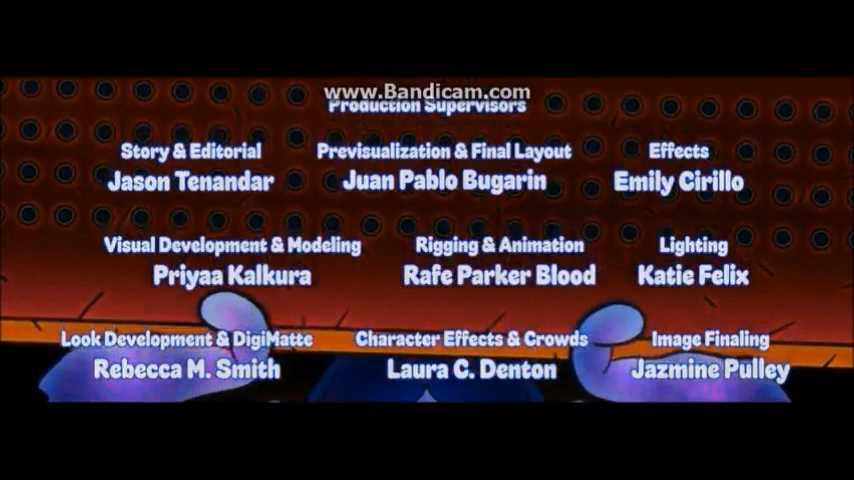 www.Bandicam.com
Production Supervisors
Story & Editorial Previsualization & Final Layout Effects
Jason Tenandar Juan Pablo Bugarin Emily Cirillo
Visual Development & Modeling Rigging & Animation Lighting
Priyaa Kalkura Rafe Parker Blood Katie Felix
Look Development & DigiMatte Character Effects & Crowds Image Finaling
Rebecca M. Smith Laura C. Denton Jazmine Pulley